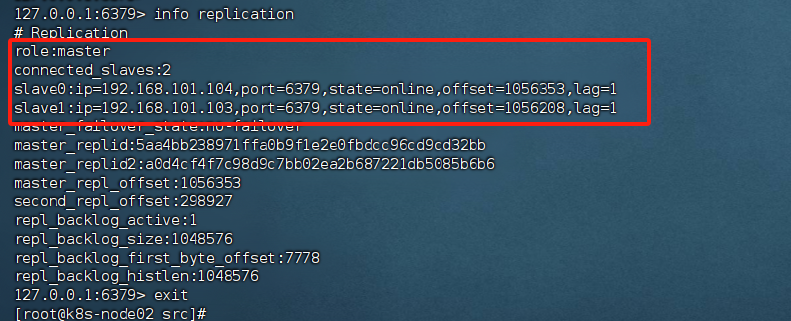 127.0.0.1:6379> info replication
# Replication
role:master
connected_slaves:2
slave0:ip=192.168.101.104,port=6379,state=online,offset=1056353,lag=1
slave1:ip=192.168.101.103,port=6379,state=online,offset=1056208,lag=1
master_failover_state:no-failover
master_replid:5aa4bb238971ffa0b9f1e2e0fbdcc96cd9cd32bb
master_replid2:a0d4cf4f7c98d9c7bb02ea2b687221db5085b6b6
master_repl_offset:1056353
second_repl_offset:298927
repl_backlog_active:1
repl_backlog_size:1048576
repl_backlog_first_byte_offset:7778
repl_backlog_histlen:1048576
127.0.0.1:6379> exit
[root@k8s-node02 src]#